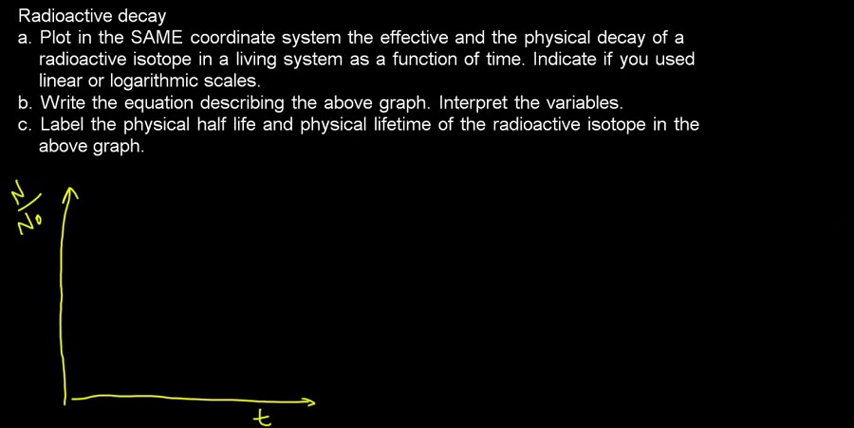 Radioactive decay
a. Plot in the SAME coordinate system the effective and the physical decay of a
radioactive isotope in a living system as a function of time. Indicate if you used
linear or logarithmic scales.
b. Write the equation describing the above graph. Interpret the variables.
c. Label the physical half life and physical lifetime of the radioactive isotope in the
above graph.
N/No
t